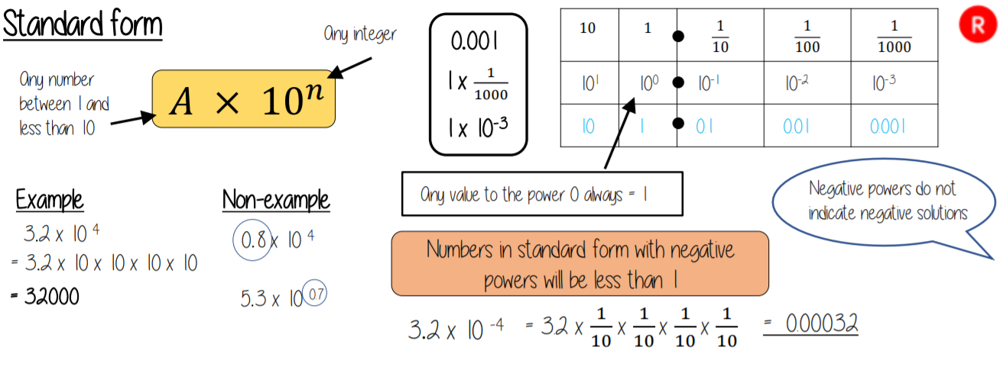 Standard form
Any integer
Any number
between 1 and
less than 10
A × 10ⁿ
0.001
1 x 1/1000
1 x 10⁻³
10 1 • 1/10 1/100 1/1000
10¹ 10⁰ • 10⁻¹ 10⁻² 10⁻³
10 1 • 0.1 0.01 0.001
R
Any value to the power 0 always = 1
Negative powers do not
indicate negative solutions
Example
3.2 x 10 ⁴
= 3.2 x 10 x 10 x 10 x 10
= 32000
Non-example
0.8 x 10 ⁴
5.3 x 10⁰·⁷
Numbers in standard form with negative
powers will be less than 1
3.2 x 10 ⁻⁴ = 3.2 x 1/10 x 1/10 x 1/10 x 1/10 = 0.00032